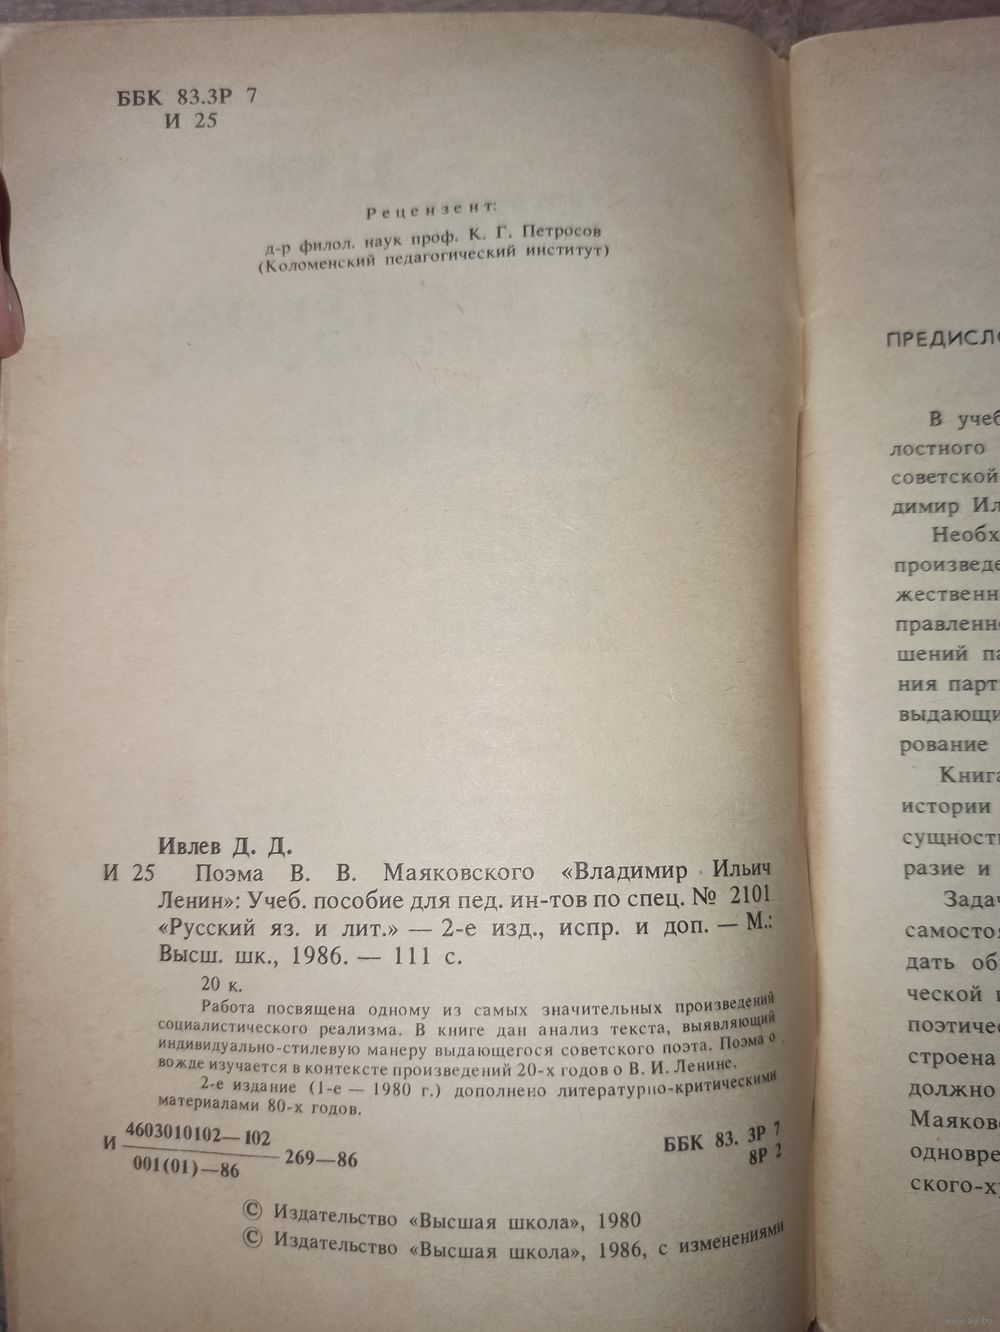 ББК 83.3Р 7
И 25
Рецензент:
д-р филол. наук проф. К. Г. Петросов
(Коломенский педагогический институт)
Ивлев Д. Д.
И 25 Поэма В. В. Маяковского «Владимир Ильич
Ленин»: Учеб. пособие для пед. ин-тов по спец. № 2101
«Русский яз. и лит.» — 2-е изд., испр. и доп. — М.:
Высш. шк., 1986. — 111 с.
20 к.
Работа посвящена одному из самых значительных произведений
социалистического реализма. В книге дан анализ текста, выявляющий
индивидуально-стилевую манеру выдающегося советского поэта. Поэма о
вожде изучается в контексте произведений 20-х годов о В. И. Ленине.
2-е издание (1-е — 1980 г.) дополнено литературно-критическими
материалами 80-х годов.
И 4603010102—102
001(01)—86 269—86
ББК 83. 3Р 7
8Р 2
© Издательство «Высшая школа», 1980
© Издательство «Высшая школа», 1986, с изменениями
ПРЕДИСЛО
В учеб
лостного
советской
димир Ил
Необх
произведе
жественн
правленно
шений па
ния парт
выдающи
рование
Книга
истории
сущност
разие и
Задач
самосто
дать об
ческой и
поэтичес
строена
должно
Маяков
одновре
ского-х
www.ay.by